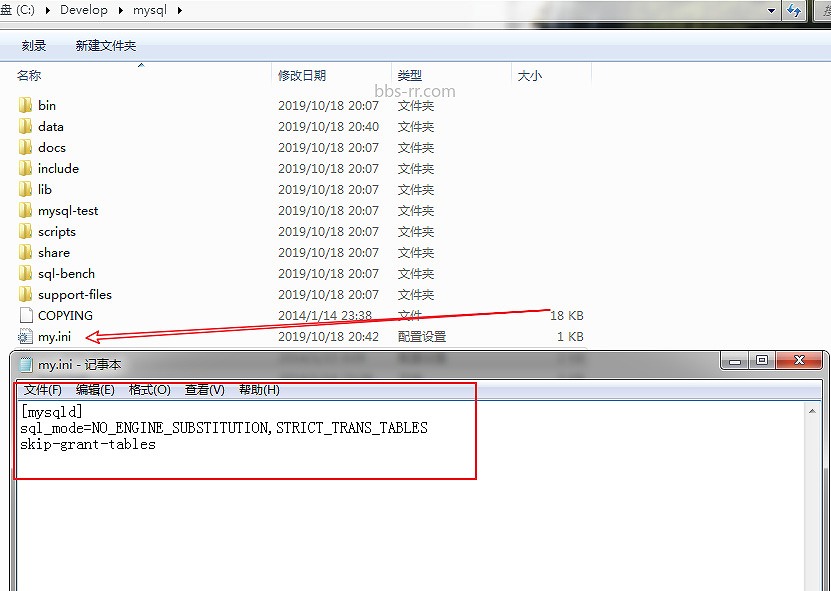 盘 (C:) ▸ Develop ▸ mysql ▸
刻录 新建文件夹
名称 修改日期 类型 大小
bbs-rr.com
bin 2019/10/18 20:07 文件夹
data 2019/10/18 20:40 文件夹
docs 2019/10/18 20:07 文件夹
include 2019/10/18 20:07 文件夹
lib 2019/10/18 20:07 文件夹
mysql-test 2019/10/18 20:07 文件夹
scripts 2019/10/18 20:07 文件夹
share 2019/10/18 20:07 文件夹
sql-bench 2019/10/18 20:07 文件夹
support-files 2019/10/18 20:07 文件夹
COPYING 2014/1/14 23:38 文件 18 KB
my.ini 2019/10/18 20:42 配置设置 1 KB
my.ini - 记事本
文件(F) 编辑(E) 格式(O) 查看(V) 帮助(H)
[mysqld]
sql_mode=NO_ENGINE_SUBSTITUTION,STRICT_TRANS_TABLES
skip-grant-tables